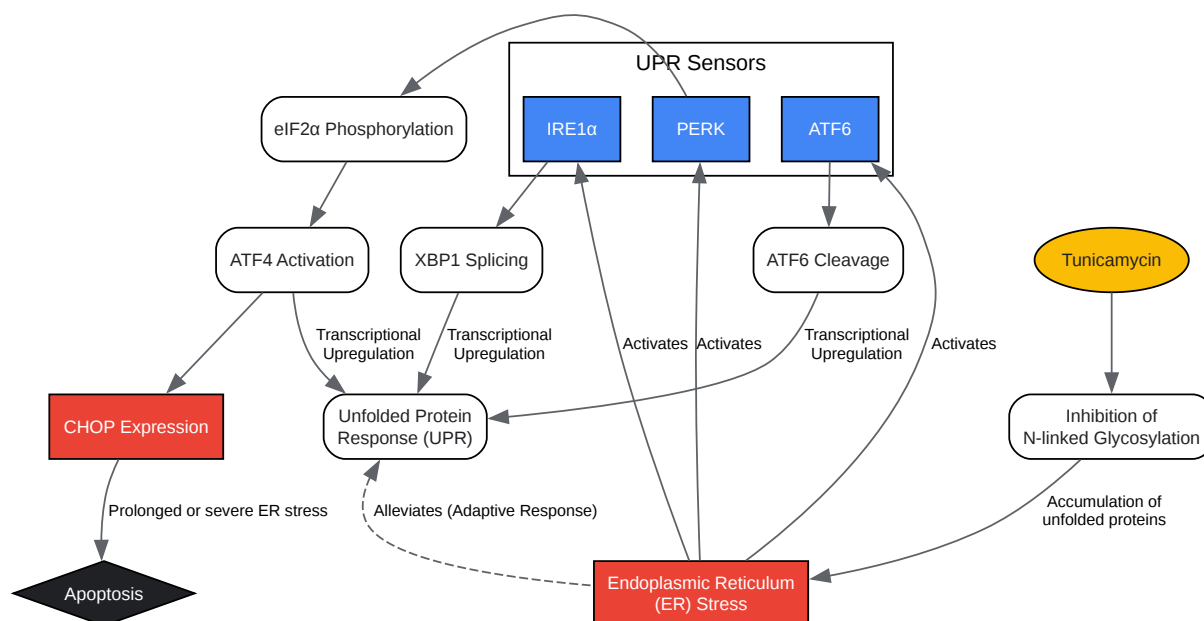 UPR Sensors
IRE1α
PERK
ATF6
eIF2α Phosphorylation
ATF4 Activation
XBP1 Splicing
ATF6 Cleavage
Tunicamycin
Transcriptional
Upregulation
Transcriptional
Upregulation
Activates
Activates
Transcriptional
Upregulation
Activates
CHOP Expression
Unfolded Protein
Response (UPR)
Inhibition of
N-linked Glycosylation
Prolonged or severe ER stress
Alleviates (Adaptive Response)
Accumulation of
unfolded proteins
Apoptosis
Endoplasmic Reticulum
(ER) Stress